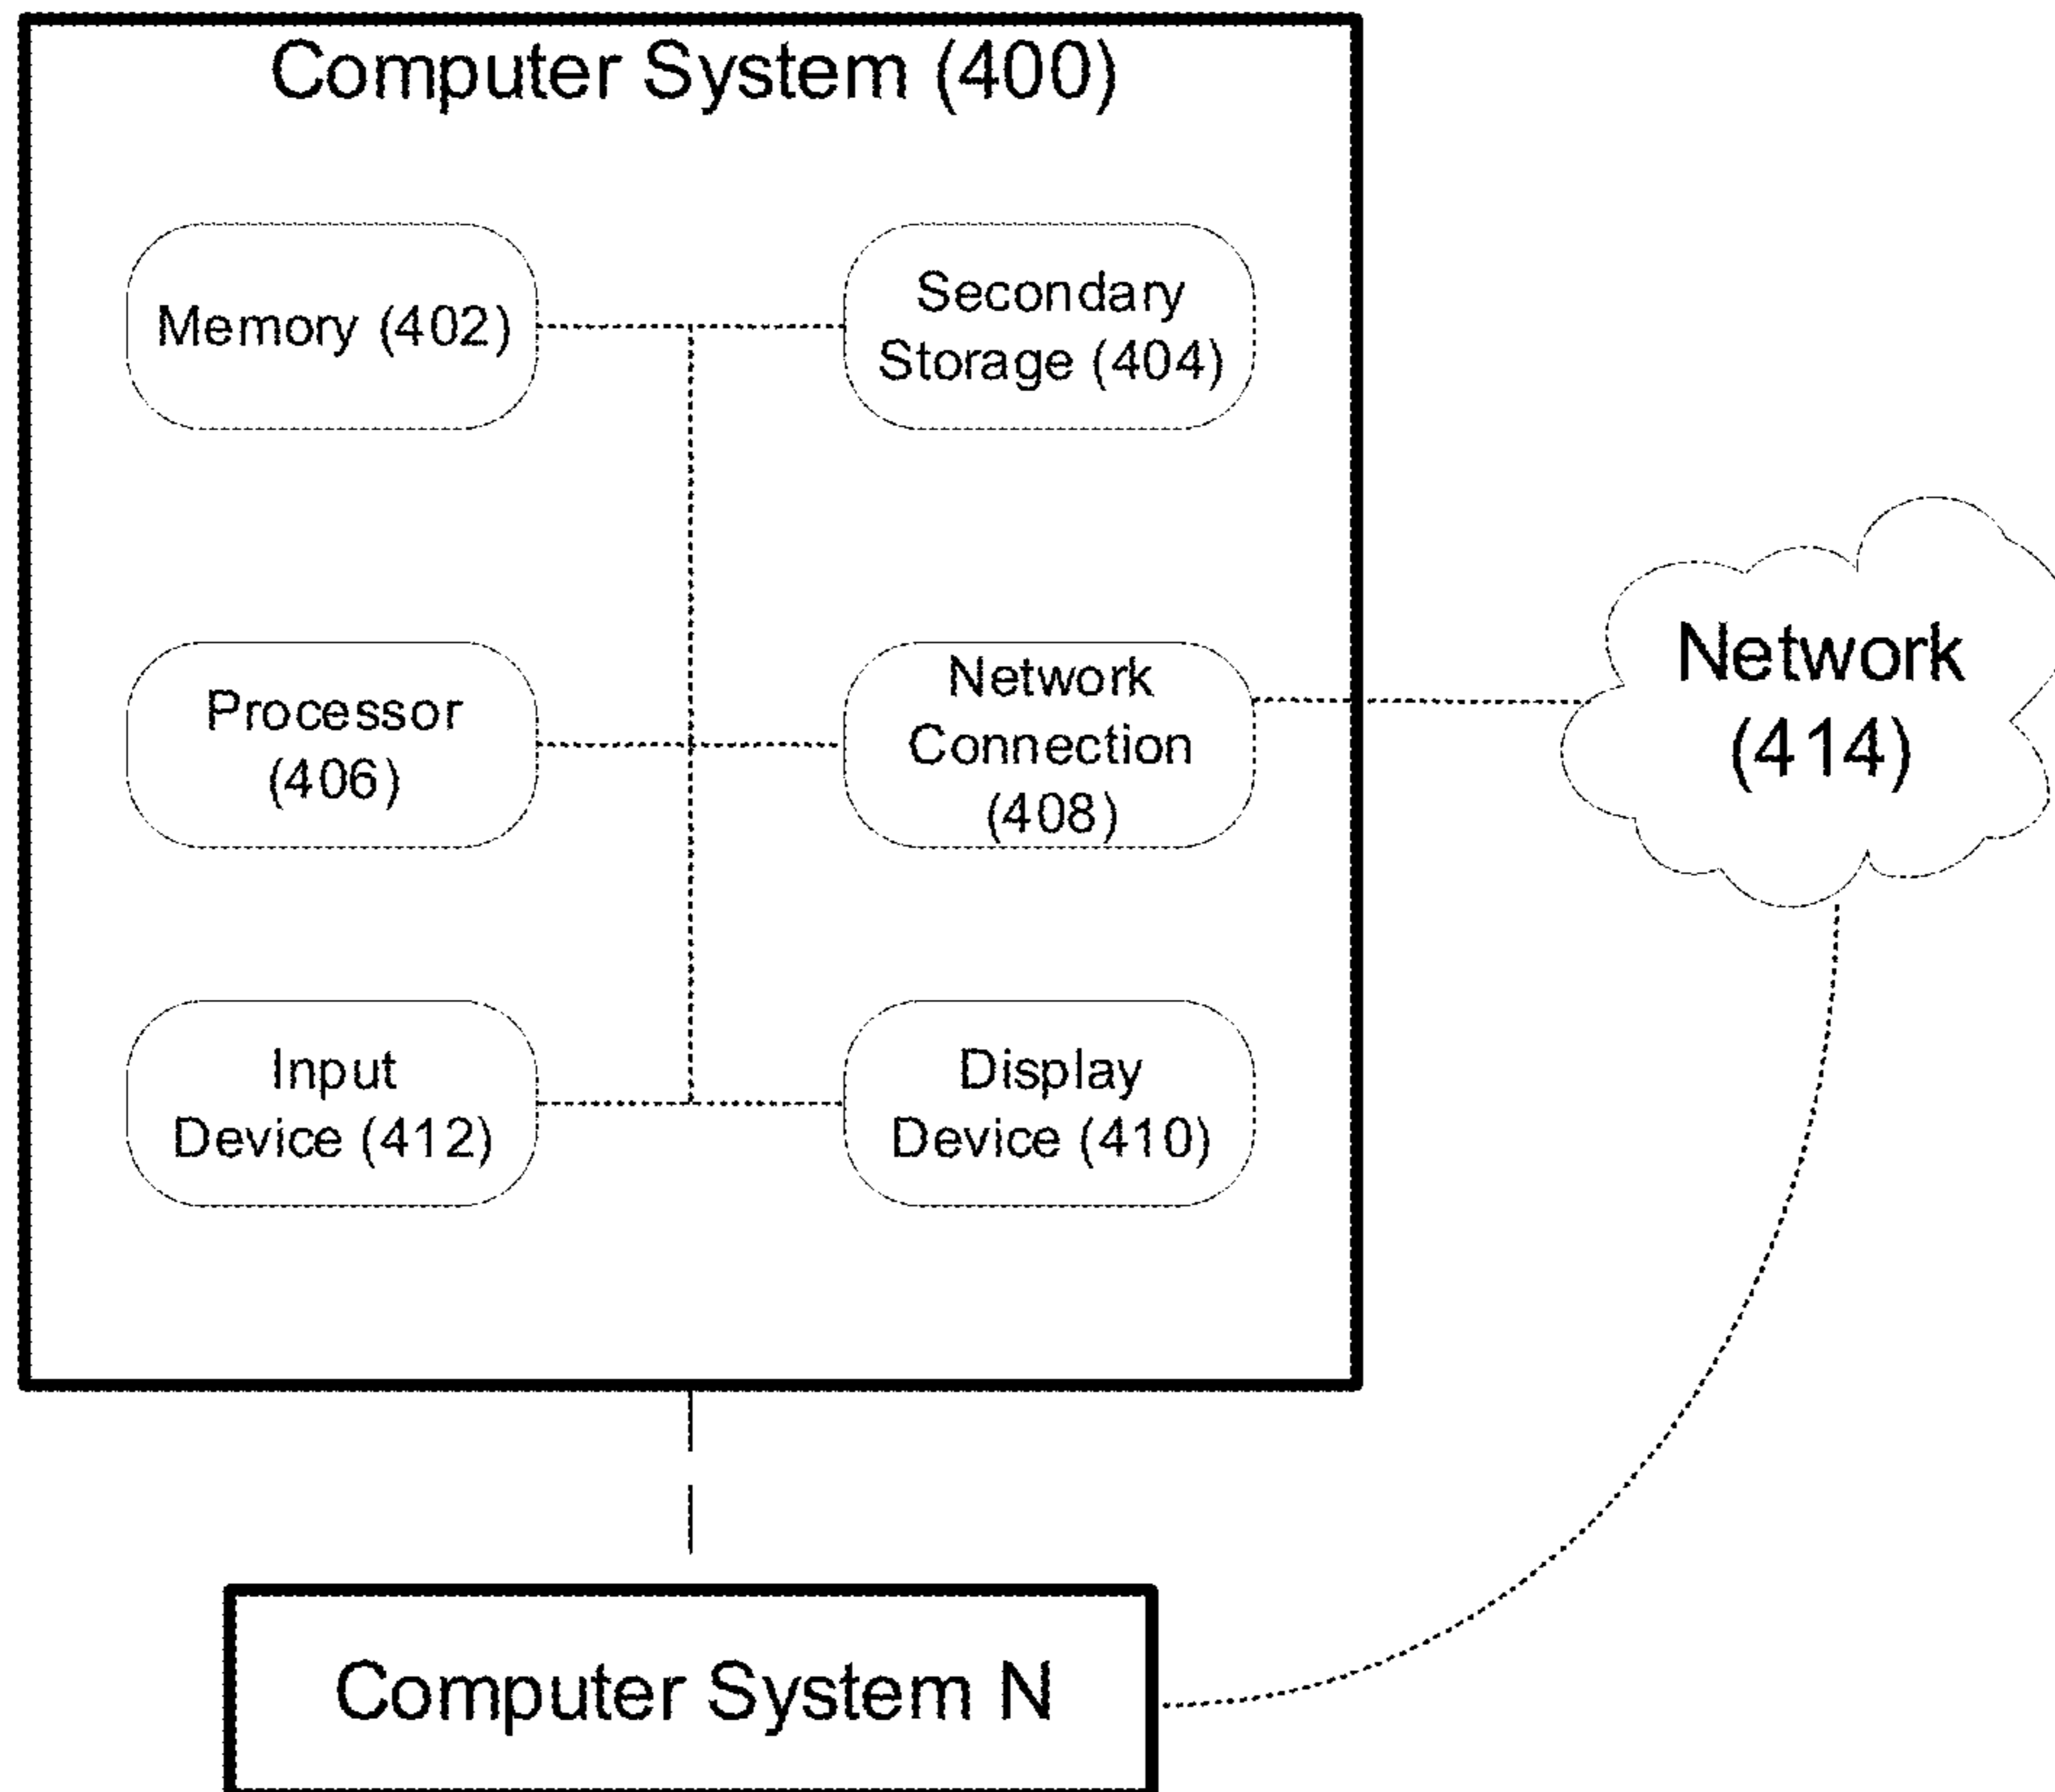 Computer System (400)
Memory (402)
Secondary
Storage (404)
Processor
(406)
Network
Connection
(408)
Network
(414)
Input
Device (412)
Display
Device (410)
Computer System N